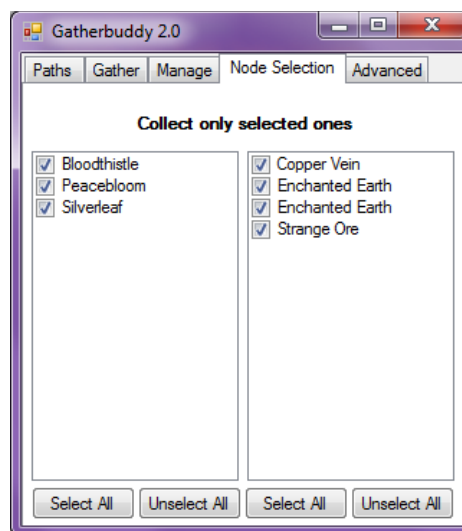 Gatherbuddy 2.0
Paths Gather Manage Node Selection Advanced
Collect only selected ones
Bloodthistle
Peacebloom
Silverleaf
Copper Vein
Enchanted Earth
Enchanted Earth
Strange Ore
Select All Unselect All Select All Unselect All